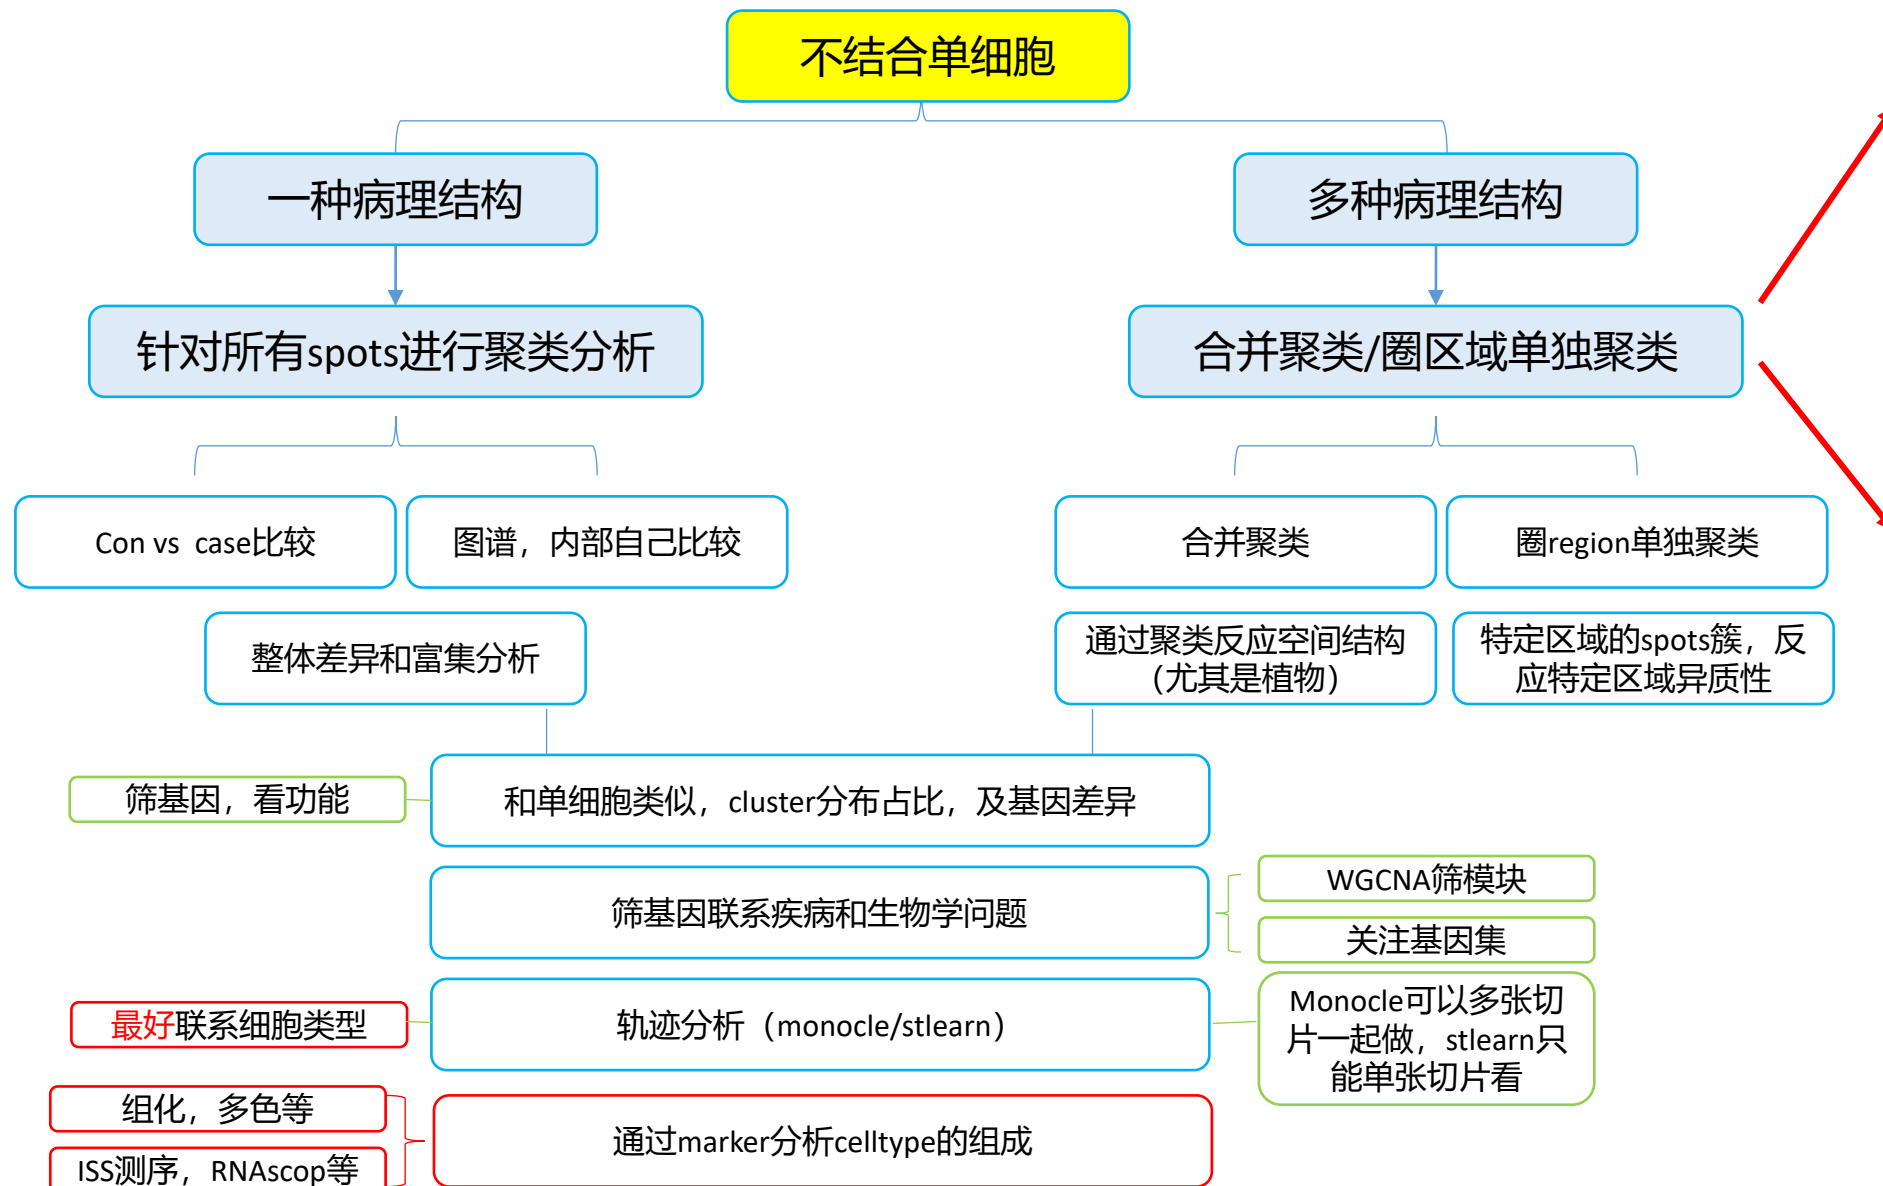 不结合单细胞
一种病理结构
多种病理结构
针对所有spots进行聚类分析
合并聚类/圈区域单独聚类
Con vs case比较
图谱，内部自己比较
合并聚类
圈region单独聚类
整体差异和富集分析
通过聚类反应空间结构
（尤其是植物）
特定区域的spots簇，反
应特定区域异质性
筛基因，看功能
和单细胞类似，cluster分布占比，及基因差异
筛基因联系疾病和生物学问题
WGCNA筛模块
关注基因集
最好联系细胞类型
轨迹分析（monocle/stlearn）
Monocle可以多张切
片一起做，stlearn只
能单张切片看
组化，多色等
ISS测序，RNAscop等
通过marker分析celltype的组成